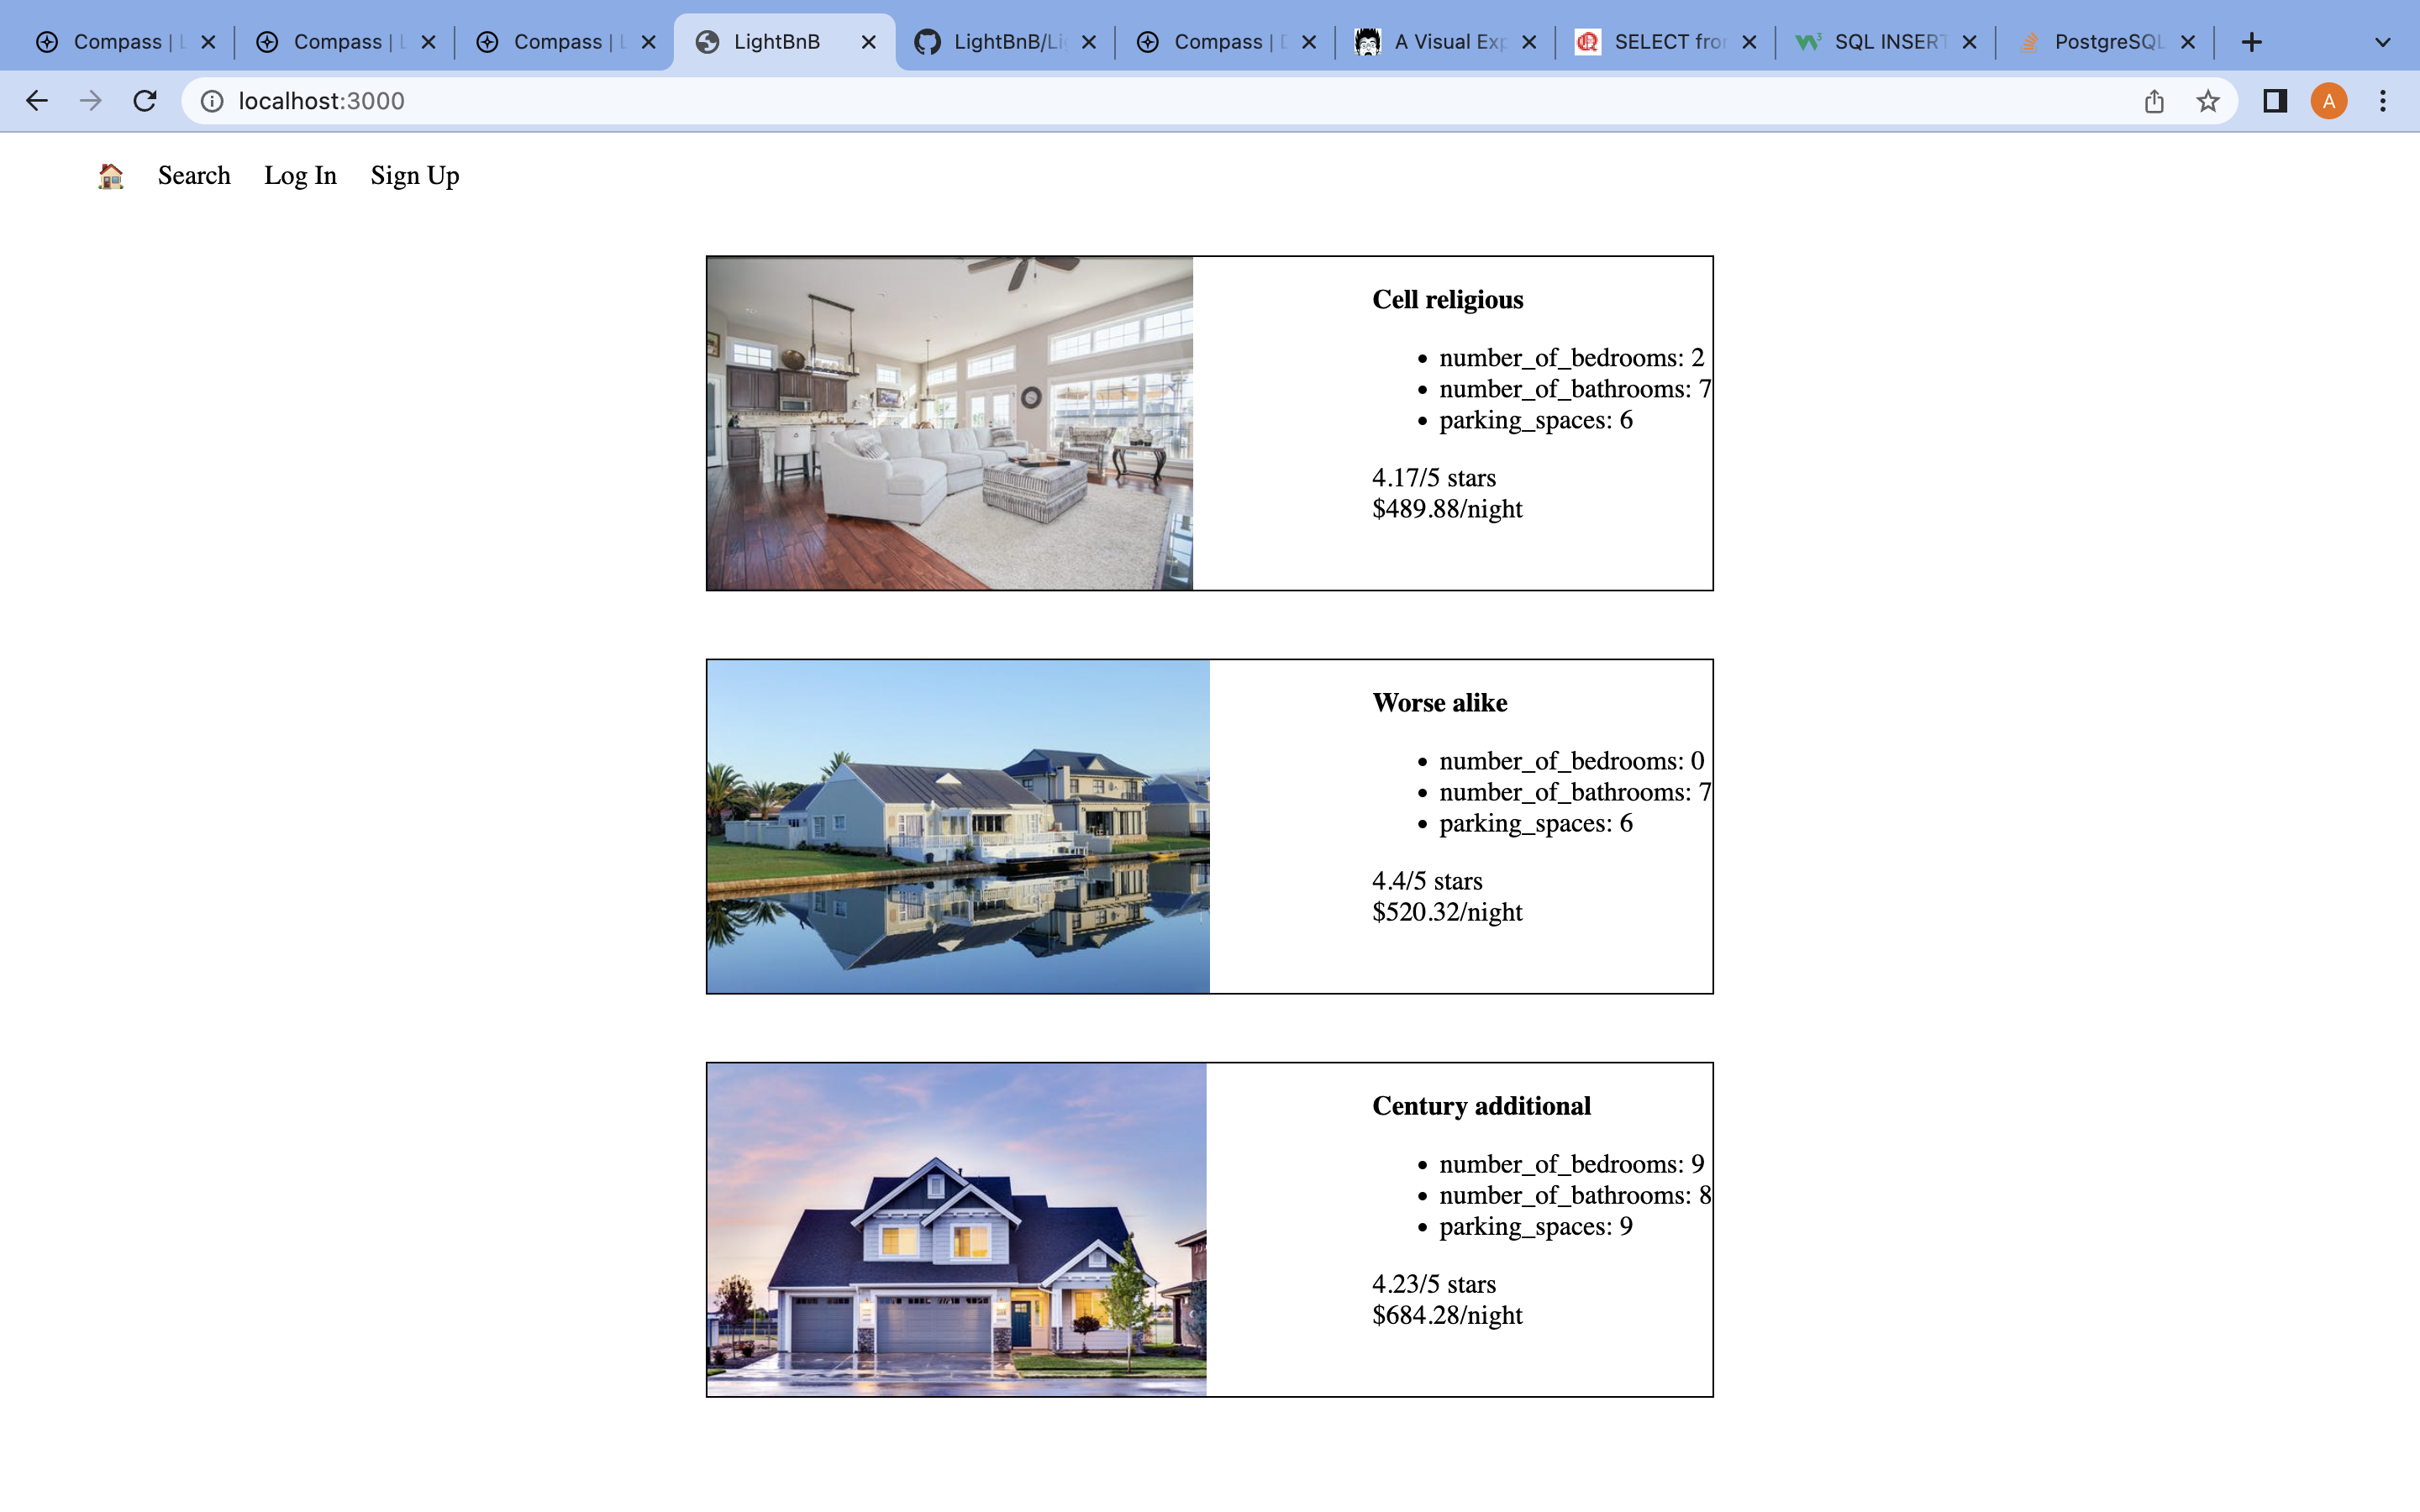 Compass | L
Compass | L
Compass | L
LightBnB
LightBnB/Li
Compass | D
A Visual Exp
SELECT from
SQL INSERT
PostgreSQL
localhost:3000
A
Search
Log In
Sign Up
Cell religious
• number_of_bedrooms: 2
• number_of_bathrooms: 7
• parking_spaces: 6
4.17/5 stars
$489.88/night
Worse alike
• number_of_bedrooms: 0
• number_of_bathrooms: 7
• parking_spaces: 6
4.4/5 stars
$520.32/night
Century additional
• number_of_bedrooms: 9
• number_of_bathrooms: 8
• parking_spaces: 9
4.23/5 stars
$684.28/night